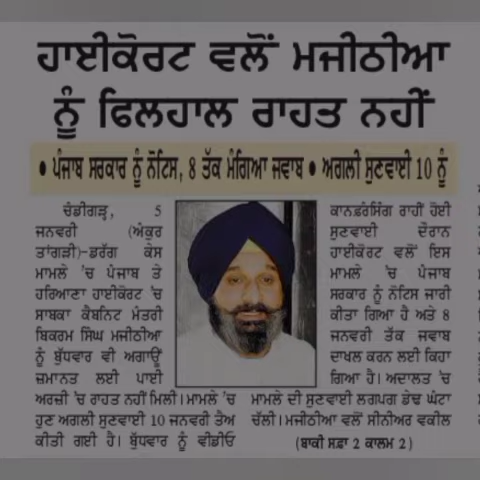 ਹਾਈਕੋਰਟ ਵਲੋਂ ਮਜੀਠੀਆ
ਨੂੰ ਫਿਲਹਾਲ ਰਾਹਤ ਨਹੀਂ
• ਪੰਜਾਬ ਸਰਕਾਰ ਨੂੰ ਨੋਟਿਸ, 8 ਤੱਕ ਮੰਗਿਆ ਜਵਾਬ • ਅਗਲੀ ਸੁਣਵਾਈ 10 ਨੂੰ
ਚੰਡੀਗੜ੍ਹ, 5
ਜਨਵਰੀ (ਅੰਕੁਰ
ਤਾਂਗੜੀ)-ਡਰੱਗ ਕੇਸ
ਮਾਮਲੇ 'ਚ ਪੰਜਾਬ ਤੇ
ਹਰਿਆਣਾ ਹਾਈਕੋਰਟ 'ਚ
ਸਾਬਕਾ ਕੈਬਨਿਟ ਮੰਤਰੀ
ਬਿਕਰਮ ਸਿੰਘ ਮਜੀਠੀਆ
ਨੂੰ ਬੁੱਧਵਾਰ ਵੀ ਅਗਾਊਂ
ਜ਼ਮਾਨਤ ਲਈ ਪਾਈ
ਅਰਜ਼ੀ 'ਚ ਰਾਹਤ ਨਹੀਂ ਮਿਲੀ। ਮਾਮਲੇ 'ਚ
ਹੁਣ ਅਗਲੀ ਸੁਣਵਾਈ 10 ਜਨਵਰੀ ਤੈਅ
ਕੀਤੀ ਗਈ ਹੈ। ਬੁੱਧਵਾਰ ਨੂੰ ਵੀਡੀਓ
ਕਾਨਫ਼ਰੰਸਿੰਗ ਰਾਹੀਂ ਹੋਈ
ਸੁਣਵਾਈ ਦੌਰਾਨ
ਹਾਈਕੋਰਟ ਵਲੋਂ ਇਸ
ਮਾਮਲੇ 'ਚ ਪੰਜਾਬ
ਸਰਕਾਰ ਨੂੰ ਨੋਟਿਸ ਜਾਰੀ
ਕੀਤਾ ਗਿਆ ਹੈ ਅਤੇ 8
ਜਨਵਰੀ ਤੱਕ ਜਵਾਬ
ਦਾਖਲ ਕਰਨ ਲਈ ਕਿਹਾ
ਗਿਆ ਹੈ। ਅਦਾਲਤ 'ਚ
ਮਾਮਲੇ ਦੀ ਸੁਣਵਾਈ ਲਗਪਗ ਡੇਢ ਘੰਟਾ
ਚੱਲੀ। ਮਜੀਠੀਆ ਵਲੋਂ ਸੀਨੀਅਰ ਵਕੀਲ
(ਬਾਕੀ ਸਫ਼ਾ 2 ਕਾਲਮ 2)